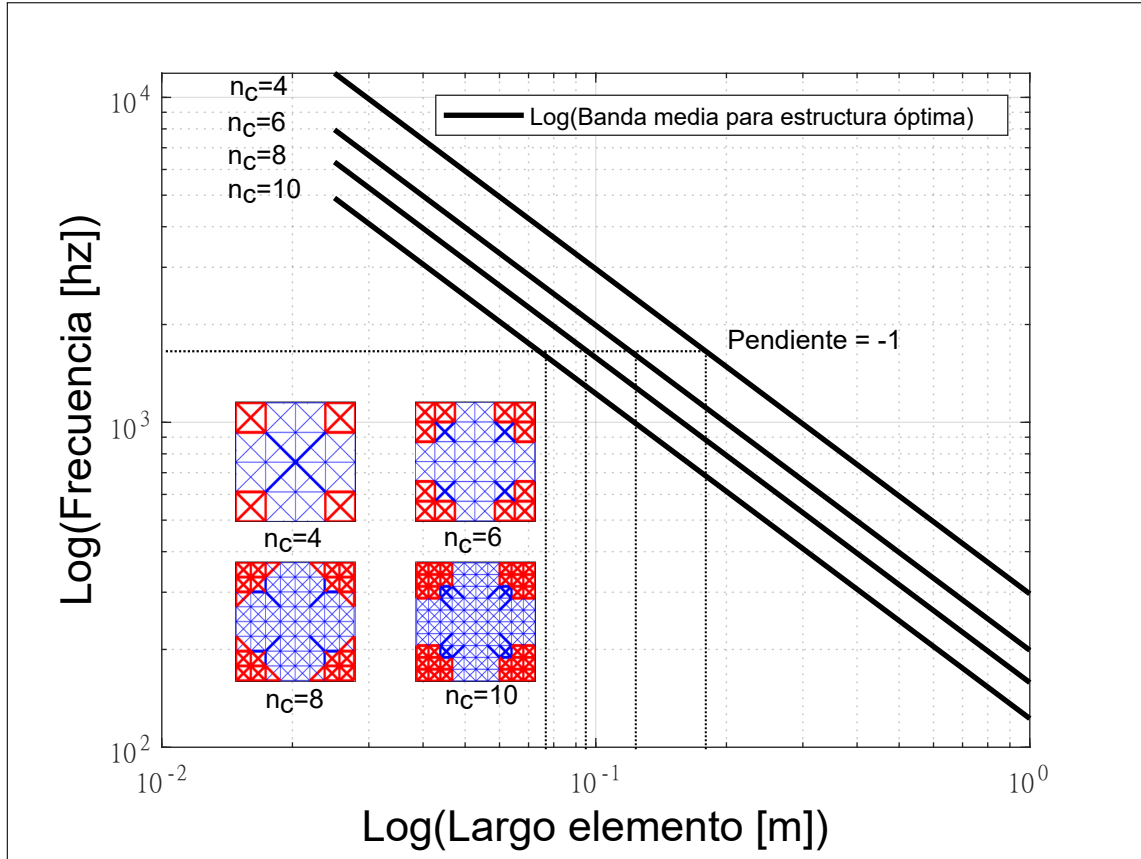 Log(Frecuencia [hz])
10^4
10^3
10^2
n_c=4
n_c=6
n_c=8
n_c=10
Log(Banda media para estructura óptima)
Pendiente = -1
n_c=4
n_c=6
n_c=8
n_c=10
10^-2
10^-1
10^0
Log(Largo elemento [m])